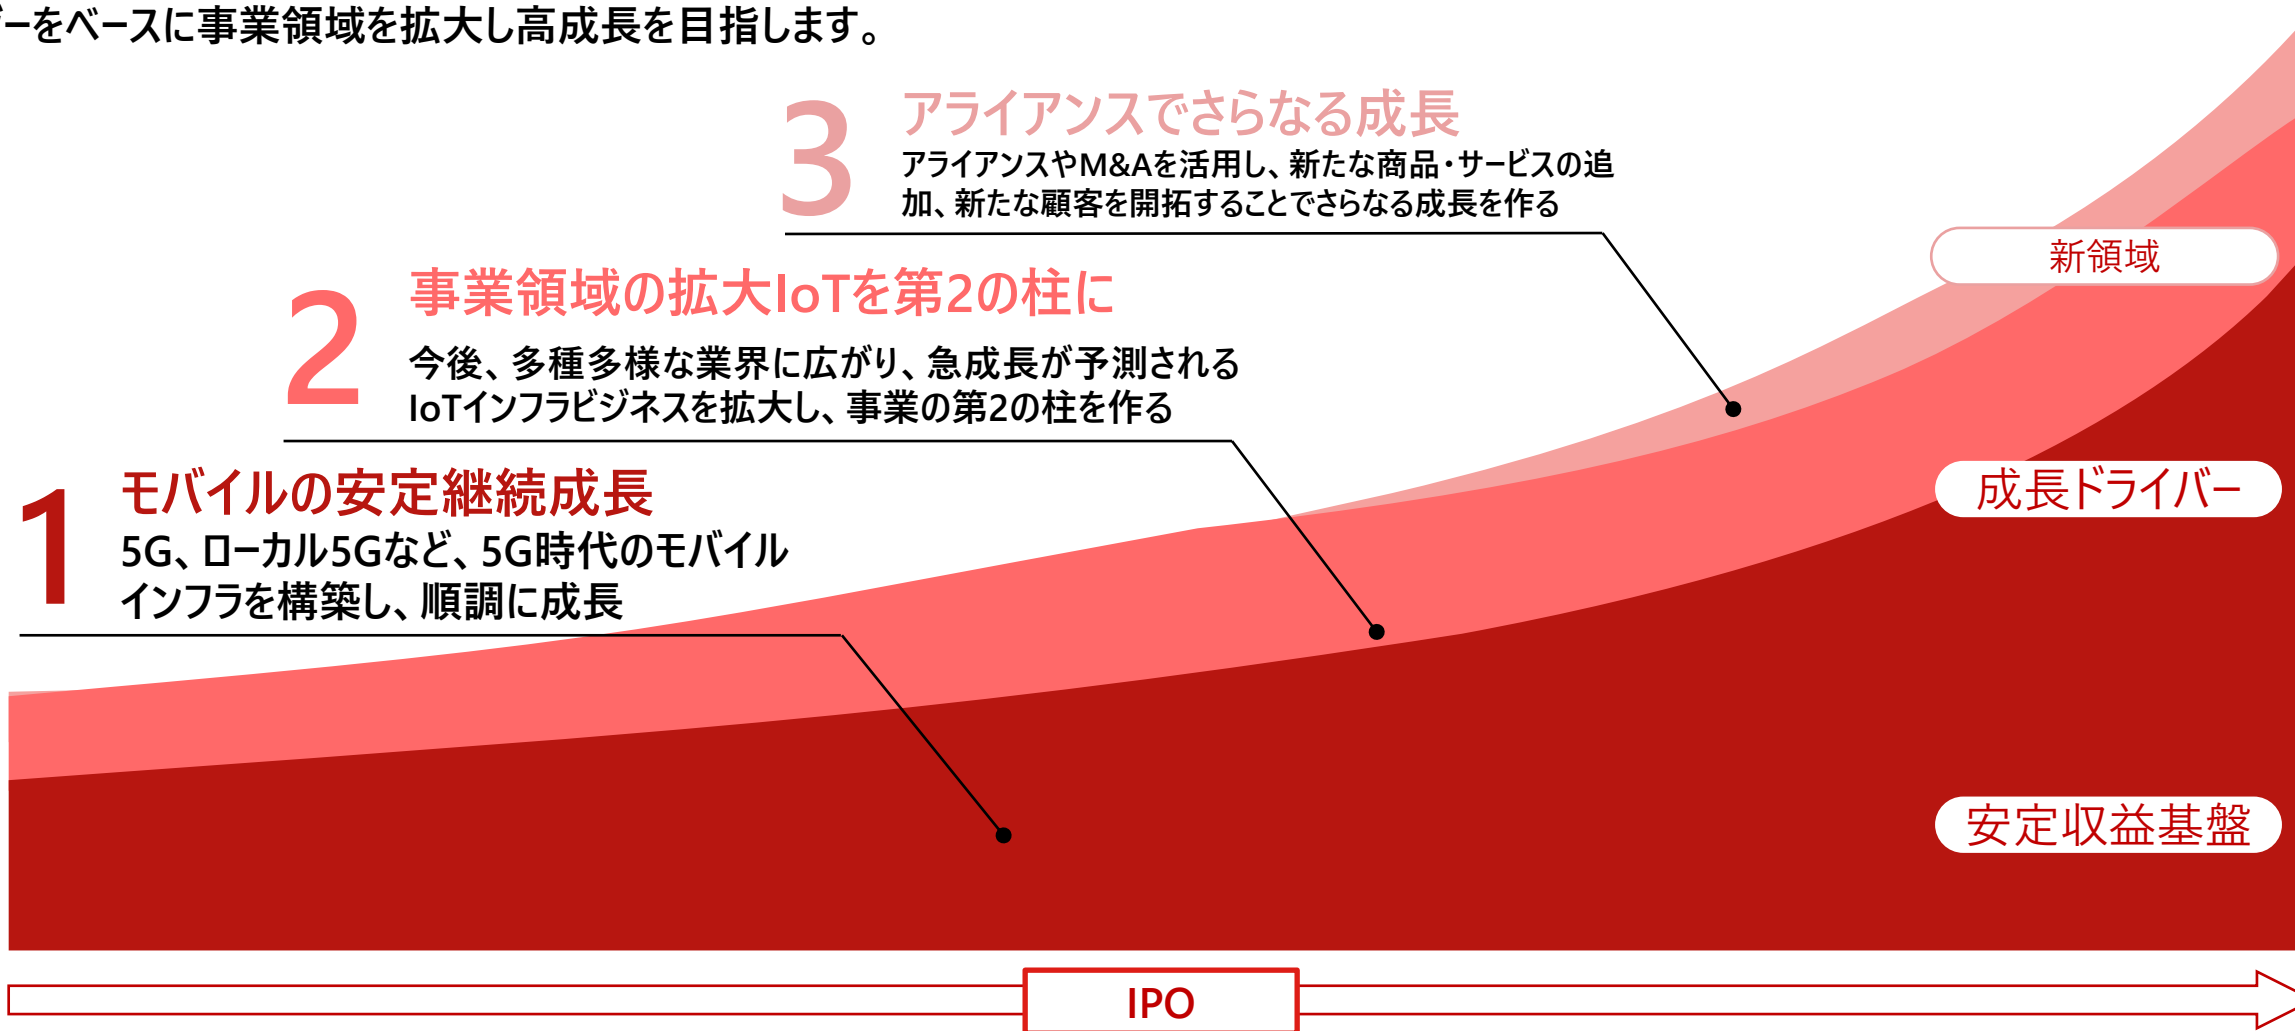 ーをベースに事業領域を拡大し高成長を目指します。
3
アライアンスでさらなる成長
アライアンスやM&Aを活用し、新たな商品・サービスの追
加、新たな顧客を開拓することでさらなる成長を作る
新領域
2
事業領域の拡大IoTを第2の柱に
今後、多種多様な業界に広がり、急成長が予測される
IoTインフラビジネスを拡大し、事業の第2の柱を作る
1
モバイルの安定継続成長
5G、ローカル5Gなど、5G時代のモバイル
インフラを構築し、順調に成長
成長ドライバー
安定収益基盤
IPO